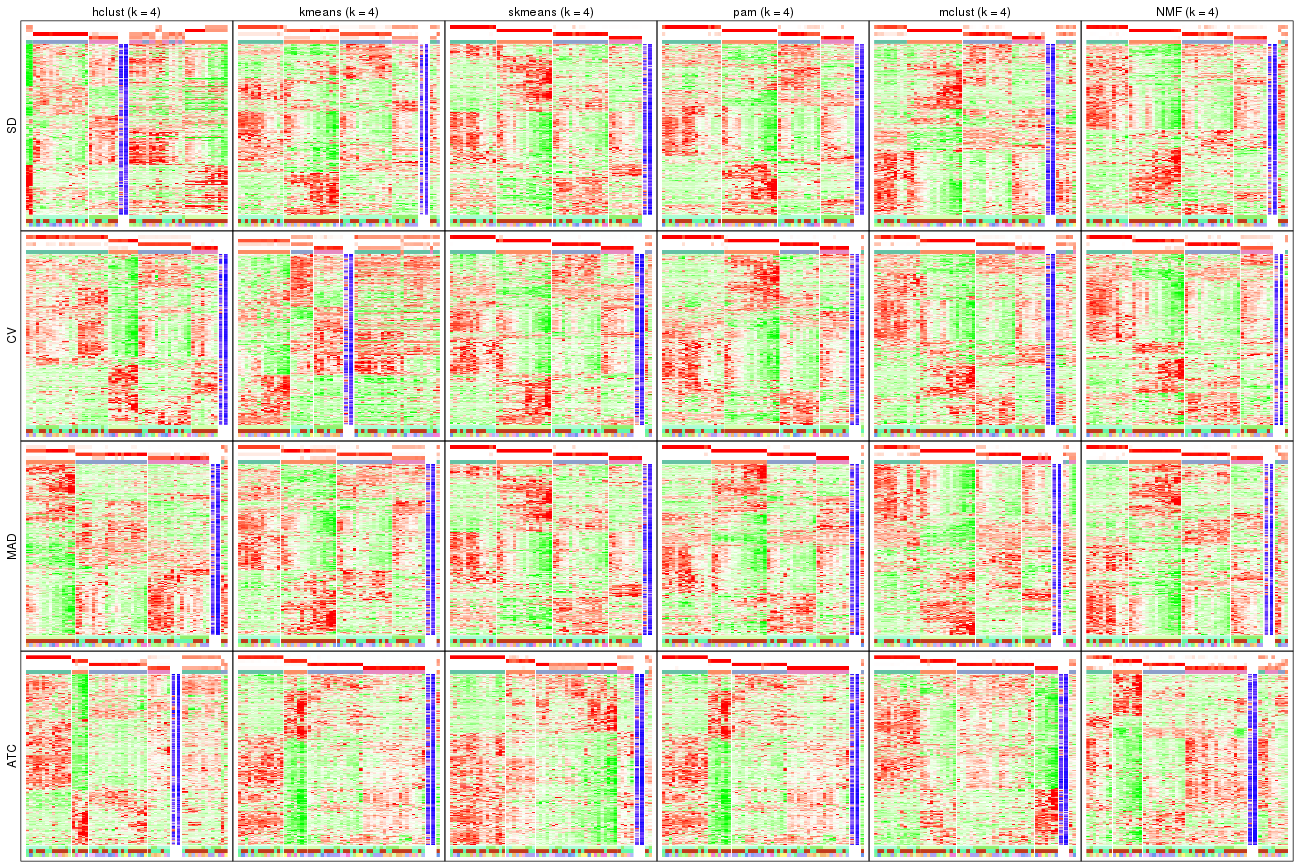 hclust (k = 4) kmeans (k = 4) skmeans (k = 4) pam (k = 4) mclust (k = 4) NMF (k = 4)
SD
CV
MAD
ATC